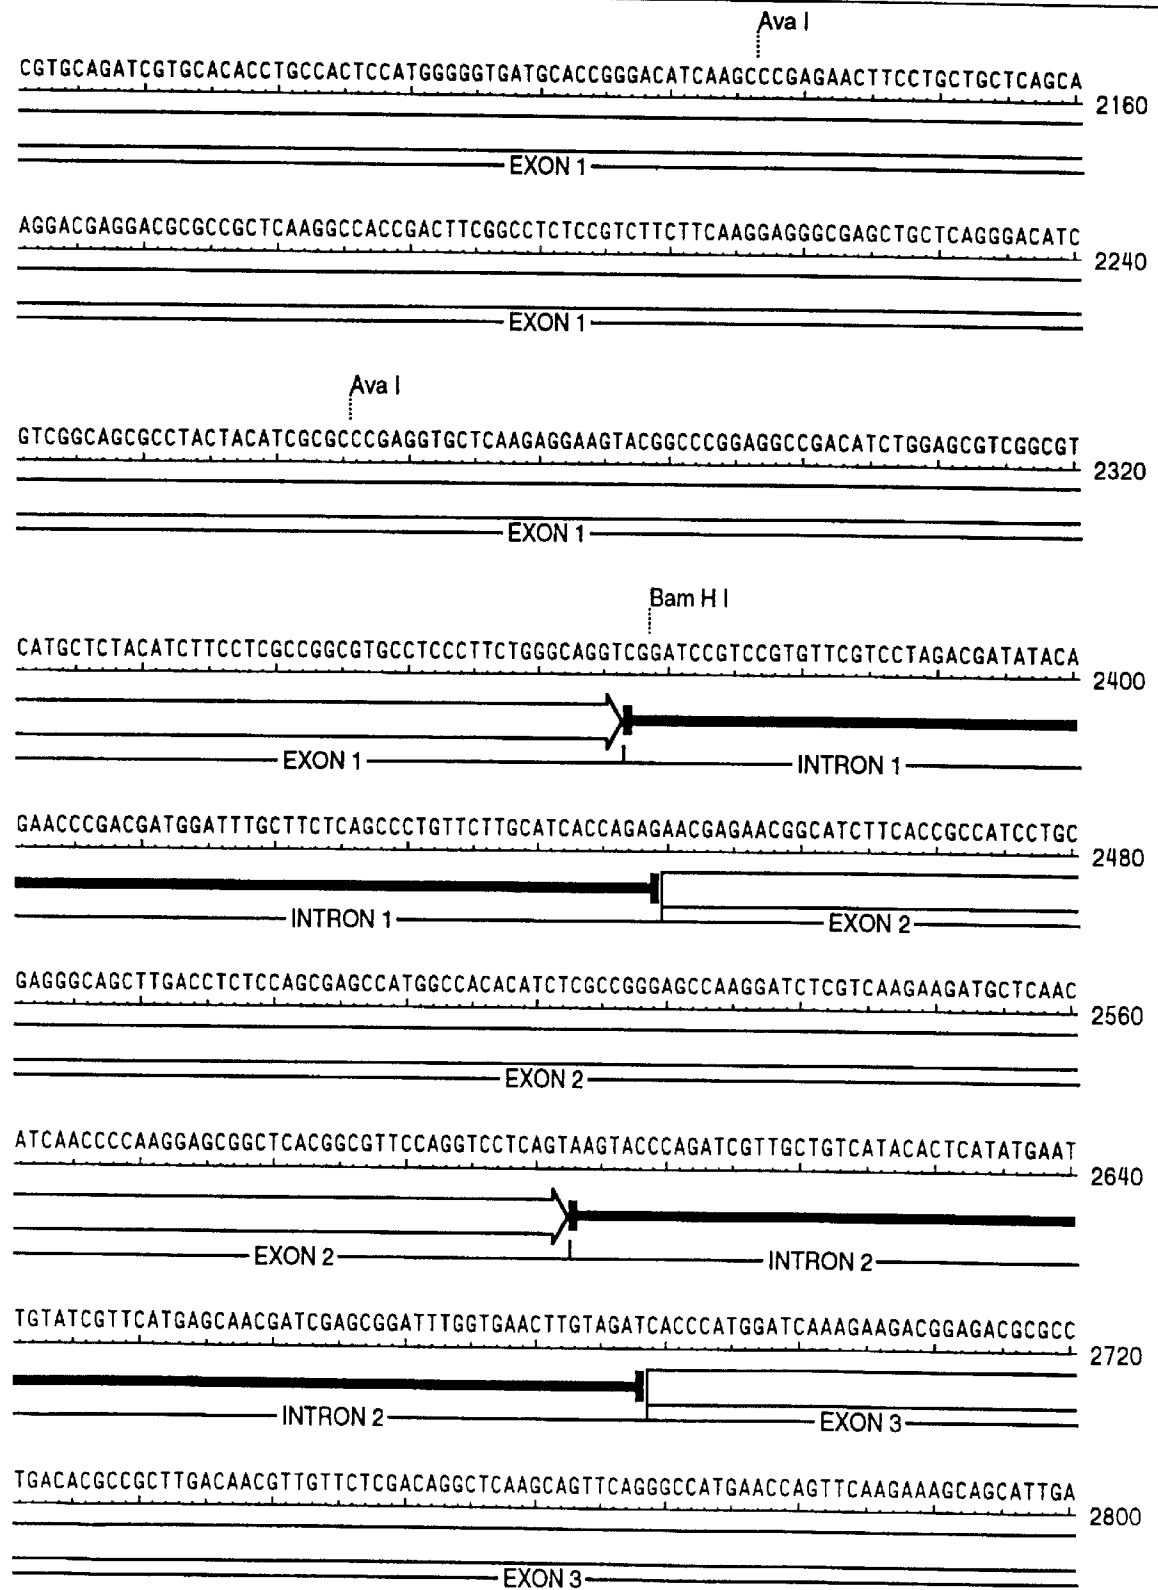 Ava I
CGTGCAGATCGTGCACACCTGCCACTCCATGGGGGTGATGCACCGGGACATCAAGCCCGAGAACTTCCTGCTGCTCAGCA
2160
EXON 1
AGGACGAGGACGCGCCGCTCAAGGCCACCGACTTCGGCCTCTCCGTCTTCTTCAAGGAGGGCGAGCTGCTCAGGGACATC
2240
EXON 1
Ava I
GTCGGCAGCGCCTACTACATCGCGCCCGAGGTGCTCAAGAGGAAGTACGGCCCGGAGGCCGACATCTGGAGCGTCGGCGT
2320
EXON 1
Bam H I
CATGCTCTACATCTTCCTCGCCGGCGTGCCTCCCTTCTGGGCAGGTCGGATCCGTCCGTGTTCGTCCTAGACGATATACA
2400
EXON 1 INTRON 1
GAACCCGACGATGGATTTGCTTCTCAGCCCTGTTCTTGCATCACCAGAGAACGAGAACGGCATCTTCACCGCCATCCTGC
2480
INTRON 1 EXON 2
GAGGGCAGCTTGACCTCTCCAGCGAGCCATGGCCACACATCTCGCCGGGAGCCAAGGATCTCGTCAAGAAGATGCTCAAC
2560
EXON 2
ATCAACCCCAAGGAGCGGCTCACGGCGTTCCAGGTCCTCAGTAAGTACCCAGATCGTTGCTGTCATACACTCATATGAAT
2640
EXON 2 INTRON 2
TGTATCGTTCATGAGCAACGATCGAGCGGATTTGGTGAACTTGTAGATCACCCATGGATCAAAGAAGACGGAGACGCGCC
2720
INTRON 2 EXON 3
TGACACGCCGCTTGACAACGTTGTTCTCGACAGGCTCAAGCAGTTCAGGGCCATGAACCAGTTCAAGAAAGCAGCATTGA
2800
EXON 3